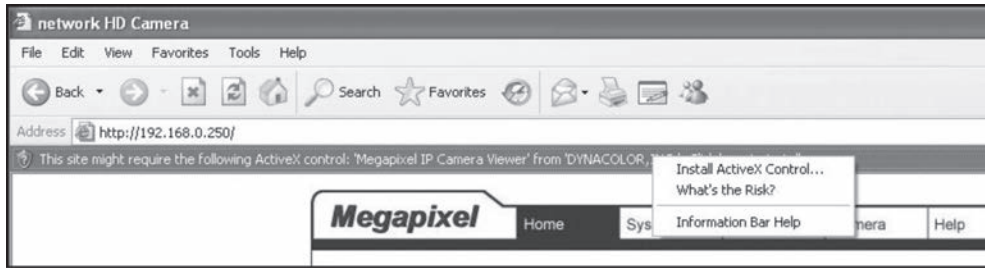 network HD Camera
File Edit View Favorites Tools Help
Back Search Favorites
Address http://192.168.0.250/
This site might require the following ActiveX control: 'Megapixel IP Camera Viewer' from 'DYNACOLOR,
Install ActiveX Control...
What's the Risk?
Information Bar Help
Megapixel Home Sys mera Help